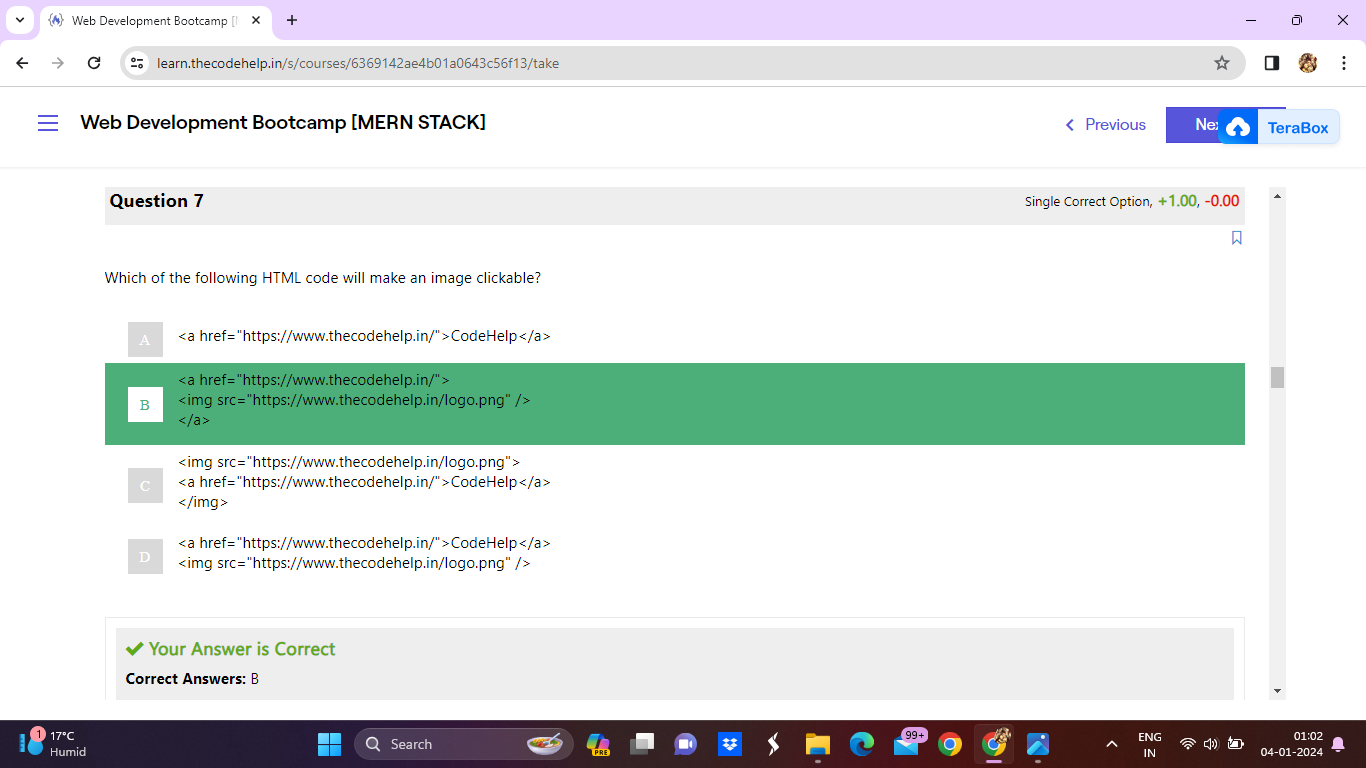 Web Development Bootcamp [
learn.thecodehelp.in/s/courses/6369142ae4b01a0643c56f13/take
Web Development Bootcamp [MERN STACK]
Previous
TeraBox
Question 7
Single Correct Option, +1.00, -0.00
Which of the following HTML code will make an image clickable?
A
<a href="https://www.thecodehelp.in/">CodeHelp</a>
B
<a href="https://www.thecodehelp.in/">
<img src="https://www.thecodehelp.in/logo.png" />
</a>
C
<img src="https://www.thecodehelp.in/logo.png">
<a href="https://www.thecodehelp.in/">CodeHelp</a>
</img>
D
<a href="https://www.thecodehelp.in/">CodeHelp</a>
<img src="https://www.thecodehelp.in/logo.png" />
Your Answer is Correct
Correct Answers: B
1
17°C
Humid
Search
PRE
99+
ENG
IN
01:02
04-01-2024